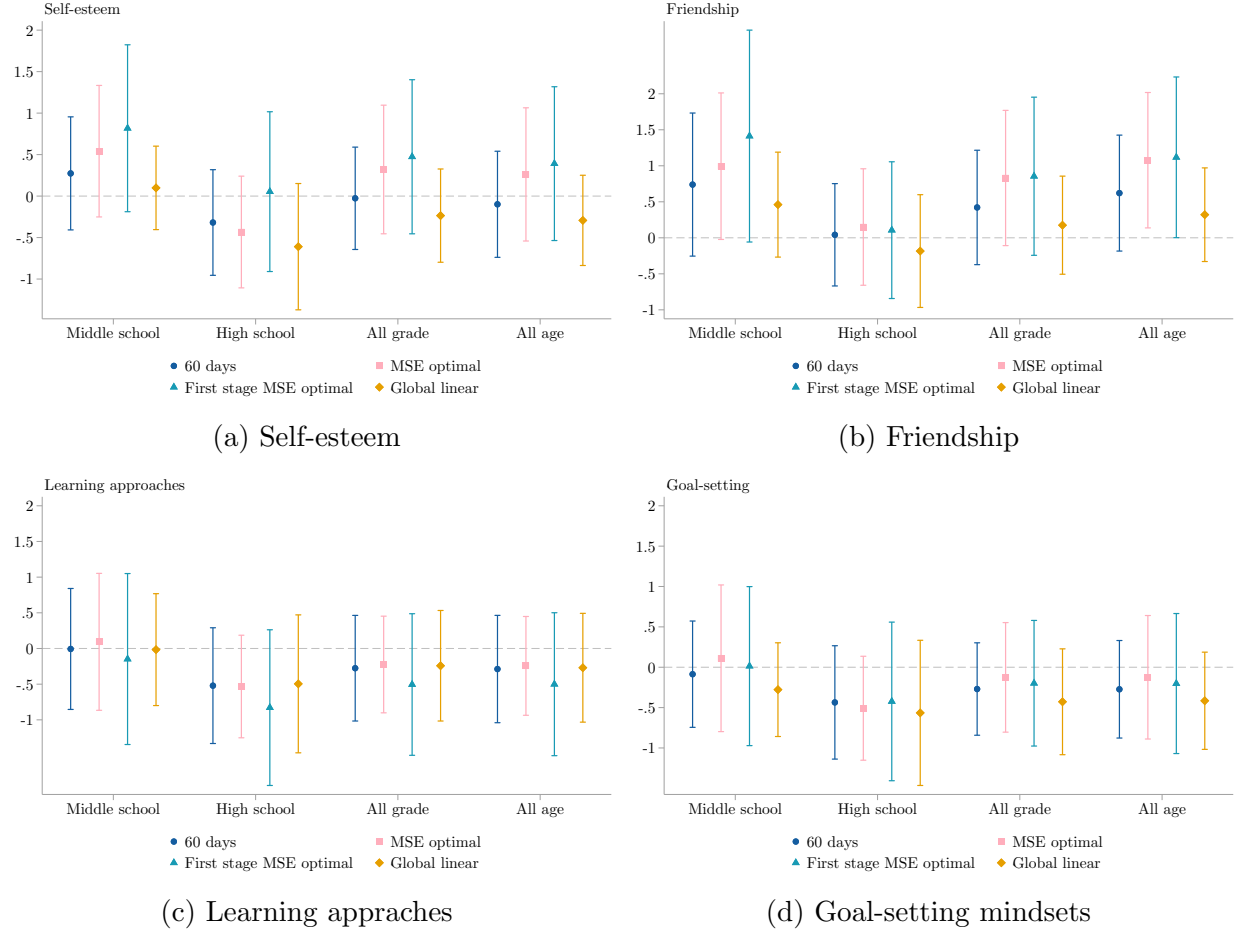 Self-esteem
2
1.5
1
.5
0
-.5
-1
Middle school High school All grade All age
60 days MSE optimal
First stage MSE optimal Global linear
(a) Self-esteem
Friendship
2
1.5
1
.5
0
-.5
-1
Middle school High school All grade All age
60 days MSE optimal
First stage MSE optimal Global linear
(b) Friendship
Learning approaches
2
1.5
1
.5
0
-.5
-1
Middle school High school All grade All age
60 days MSE optimal
First stage MSE optimal Global linear
(c) Learning appraches
Goal-setting
2
1.5
1
.5
0
-.5
-1
Middle school High school All grade All age
60 days MSE optimal
First stage MSE optimal Global linear
(d) Goal-setting mindsets